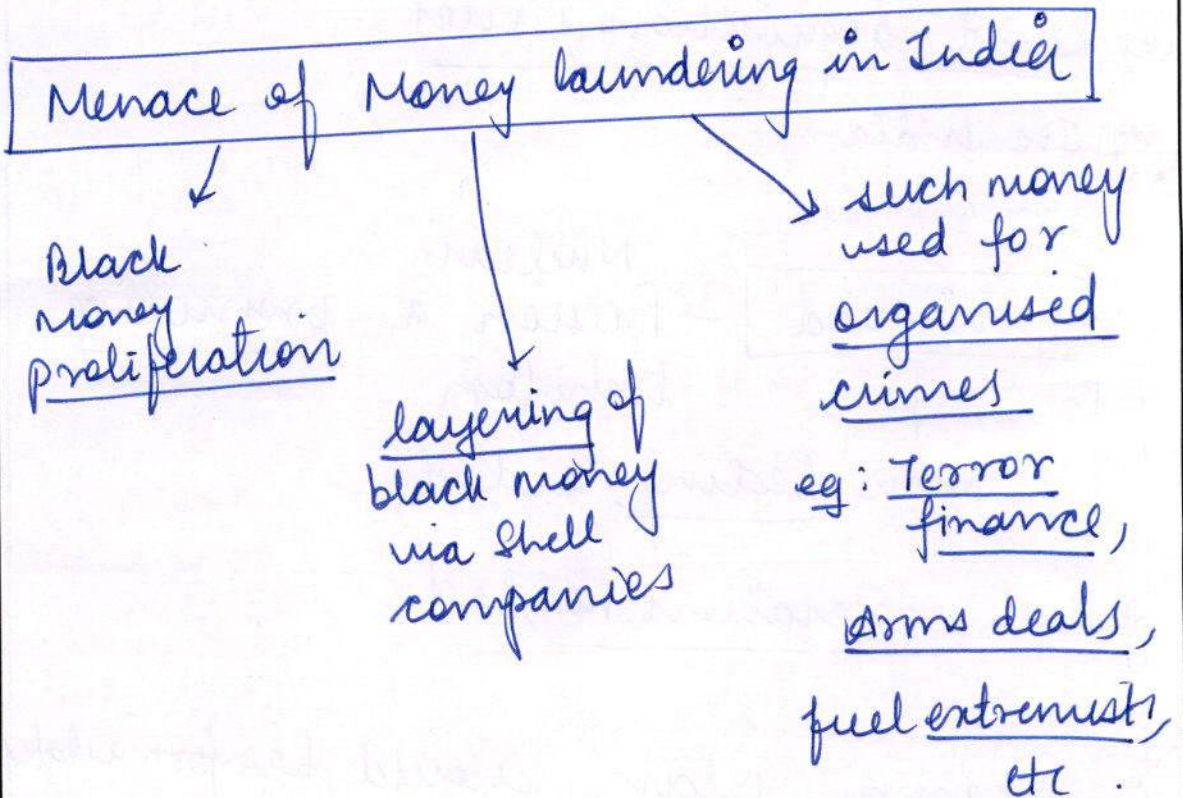 Menace of Money laundering in India
Black
money
proliferation
layering of
black money
via Shell
companies
such money
used for
organised
crimes
eg: Terror
finance,
Arms deals,
fuel extremists,
etc.